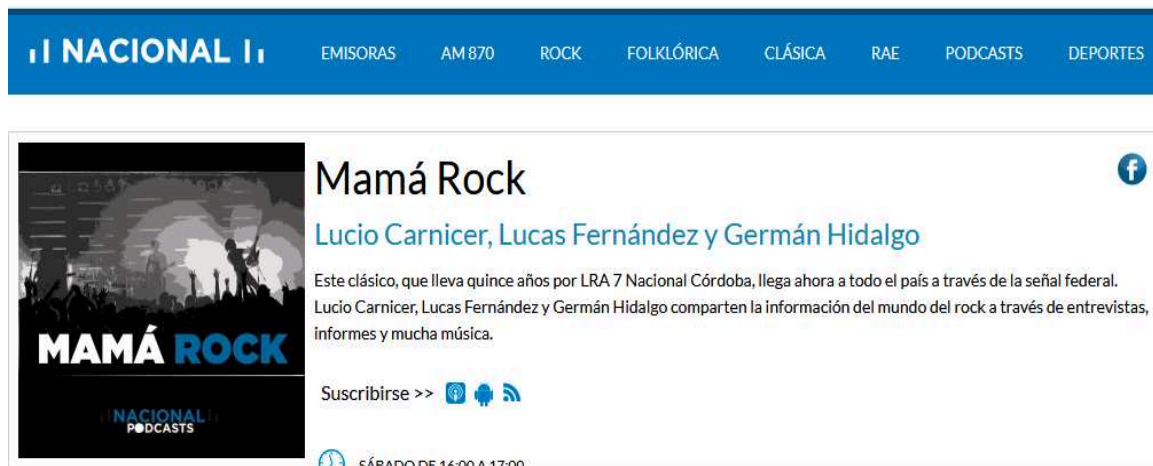 NACIONAL EMISORAS AM 870 ROCK FOLKLÓRICA CLÁSICA RAE PODCASTS DEPORTES
Mamá Rock
Lucio Carnicer, Lucas Fernández y Germán Hidalgo
Este clásico, que lleva quince años por LRA 7 Nacional Córdoba, llega ahora a todo el país a través de la señal federal.
Lucio Carnicer, Lucas Fernández y Germán Hidalgo comparten la información del mundo del rock a través de entrevistas,
informes y mucha música.
MAMÁ ROCK
NACIONAL
PODCASTS
Suscribirse >>
SÁBADO DE 16:00 A 17:00